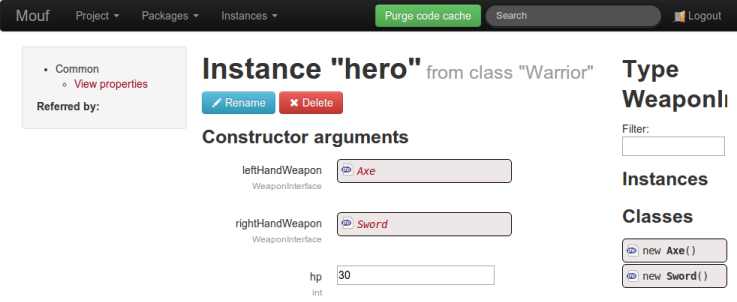 Mouf
Project
Packages
Instances
Purge code cache
Search
Logout
Common
View properties
Referred by:
Instance "hero" from class "Warrior"
Rename
Delete
Constructor arguments
leftHandWeapon
WeaponInterface
Axe
rightHandWeapon
WeaponInterface
Sword
hp
int
30
Type
WeaponIn
Filter:
Instances
Classes
new Axe()
new Sword()